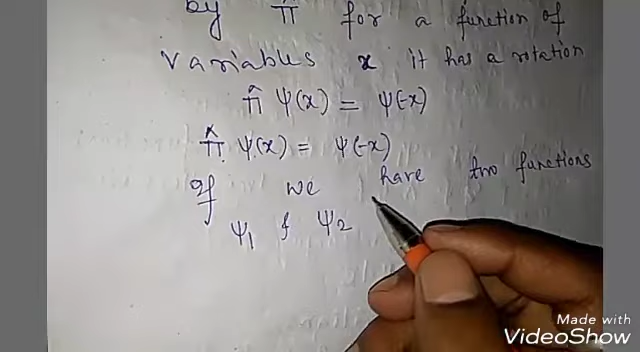 by π̂ for a function of
variables x it has a rotation
π̂ ψ(x) = ψ(-x)
π̂ ψ(x) = ψ(-x)
If we have two functions
ψ1 & ψ2
Made with
VideoShow